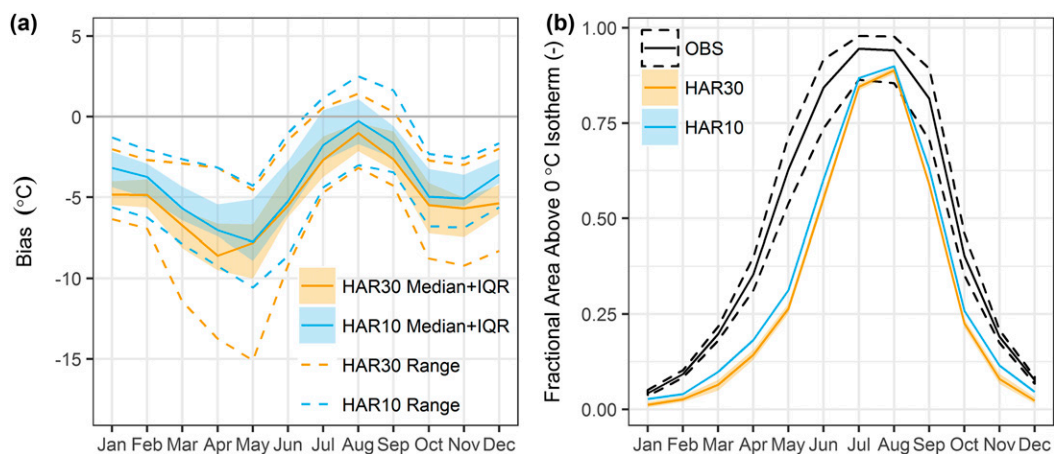 (a)
Bias (°C)
5
0
-5
-10
-15
HAR30 Median+IQR
HAR10 Median+IQR
HAR30 Range
HAR10 Range
Jan Feb Mar Apr May Jun Jul Aug Sep Oct Nov Dec
(b)
Fractional Area Above 0 °C Isotherm (-)
1.00
0.75
0.50
0.25
0.00
OBS
HAR30
HAR10
Jan Feb Mar Apr May Jun Jul Aug Sep Oct Nov Dec